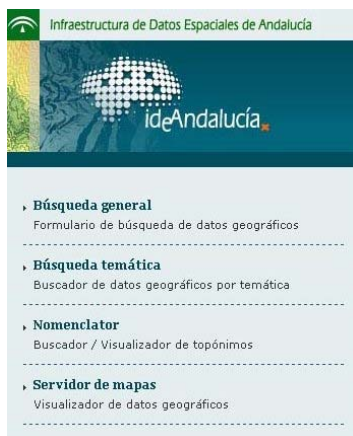 Infraestructura de Datos Espaciales de Andalucía
ideAndalucía
Búsqueda general
Formulario de búsqueda de datos geográficos
Búsqueda temática
Buscador de datos geográficos por temática
Nomenclator
Buscador / Visualizador de topónimos
Servidor de mapas
Visualizador de datos geográficos